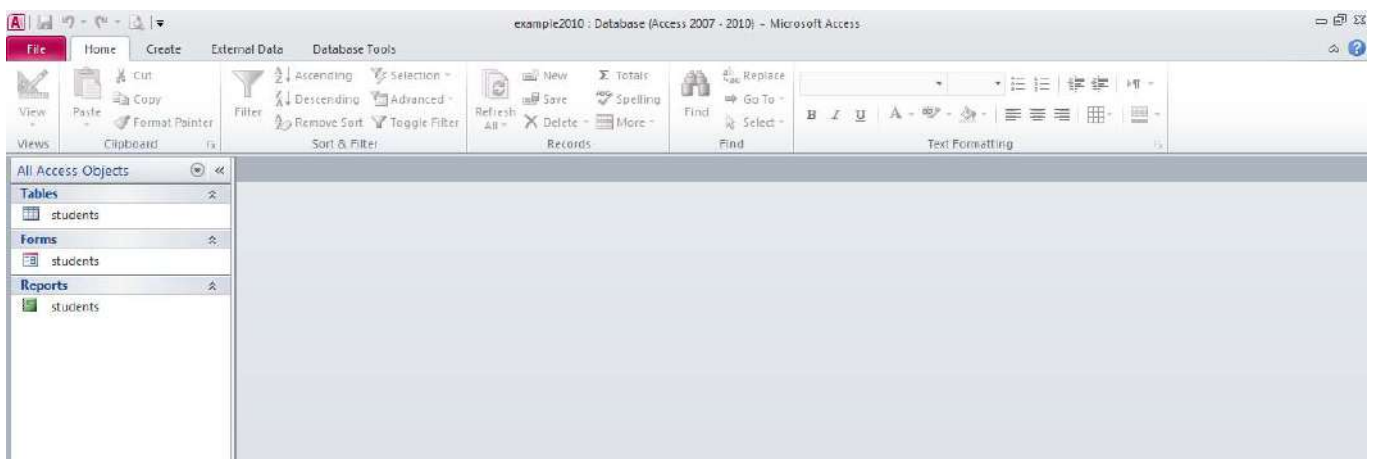 example2010 : Database (Access 2007 - 2010) - Microsoft Access
File Home Create External Data Database Tools
View Paste Cut Copy Format Painter
Filter Ascending Descending Remove Sort Selection Advanced Toggle Filter
Refresh All New Save Delete Totals Spelling More
Find Replace Go To Select
B I U A
Views Clipboard Sort & Filter Records Find Text Formatting
All Access Objects
Tables
students
Forms
students
Reports
students